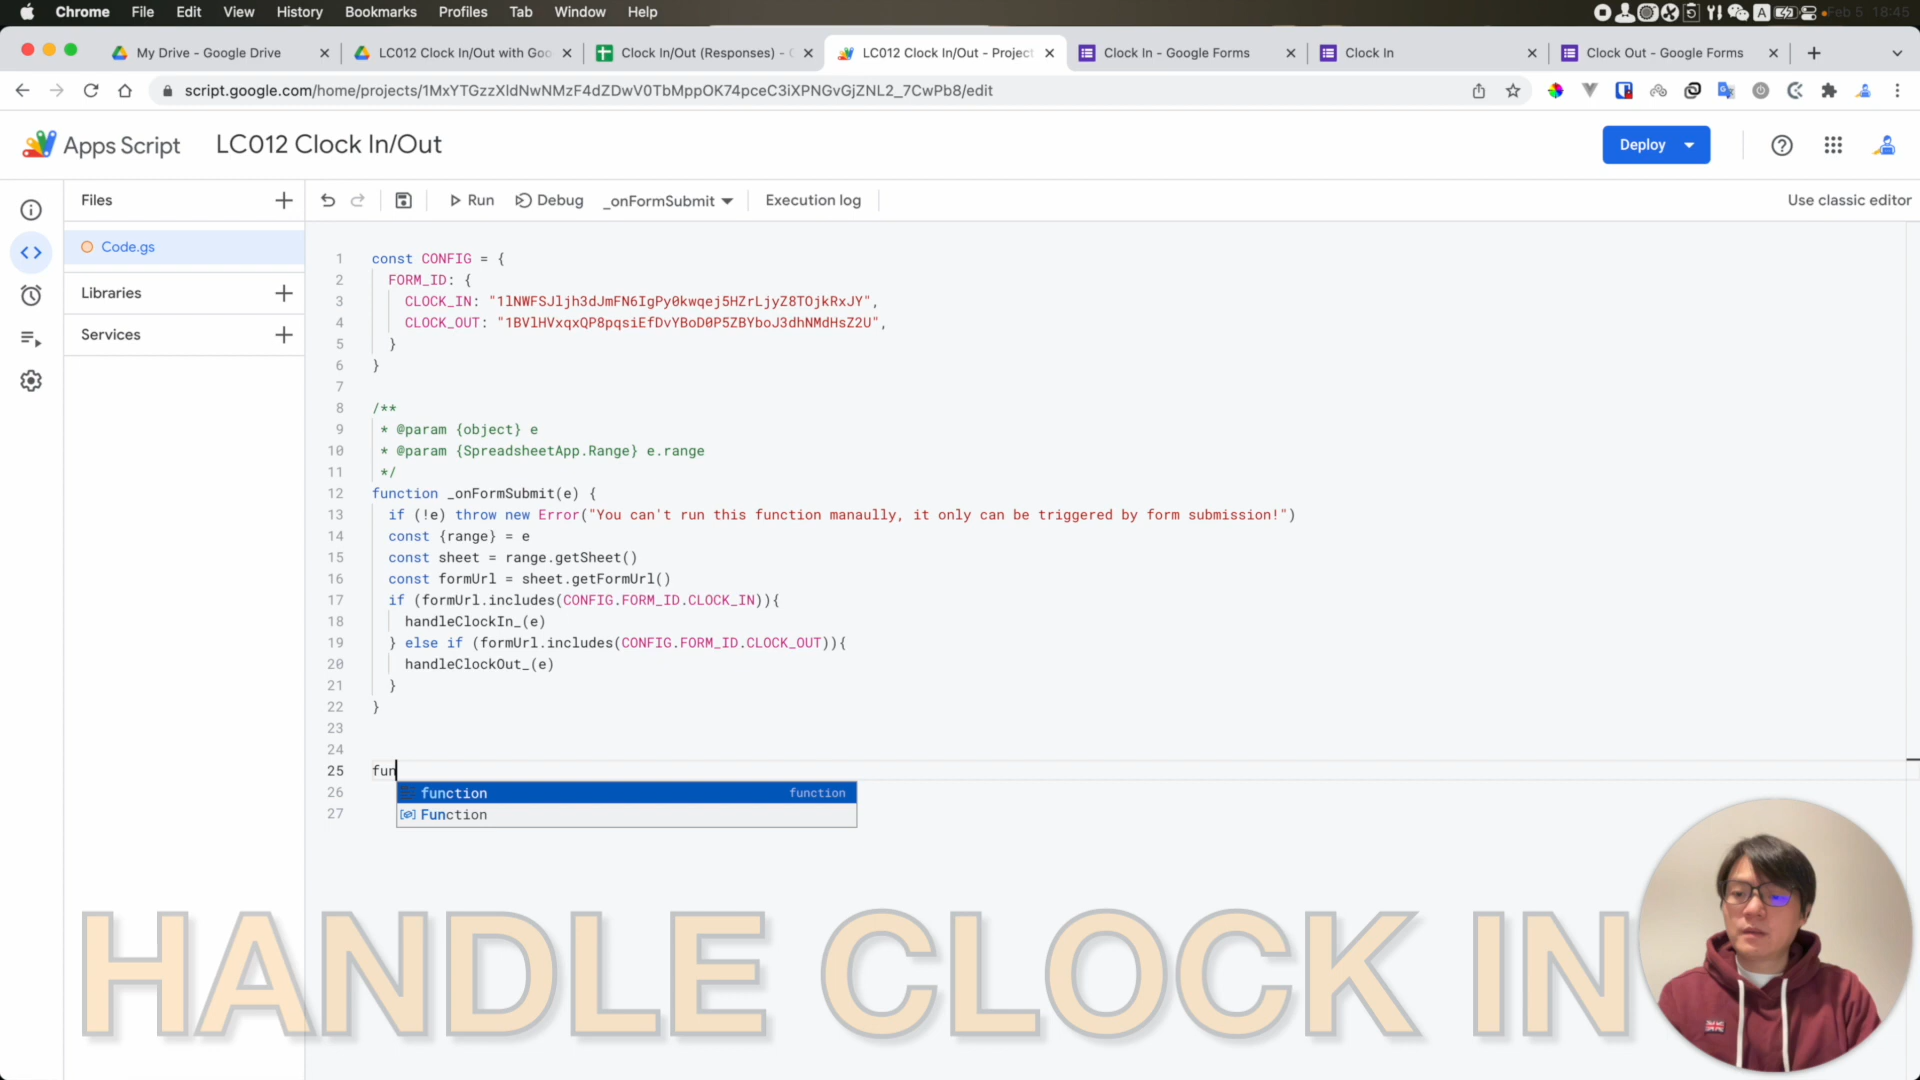 Chrome File Edit View History Bookmarks Profiles Tab Window Help
Feb 5 18:45
My Drive - Google Drive
LC012 Clock In/Out with Goo
Clock In/Out (Responses) - G
LC012 Clock In/Out - Project
Clock In - Google Forms
Clock In
Clock Out - Google Forms
script.google.com/home/projects/1MxYTGzzXldNwNMzF4dZDwV0TbMppOK74pceC3iXPNGvGjZNL2_7CwPb8/edit
Apps Script
LC012 Clock In/Out
Deploy
Files
Run
Debug
_onFormSubmit
Execution log
Use classic editor
Code.gs
Libraries
Services
1 const CONFIG = {
2 FORM_ID: {
3 CLOCK_IN: "1lNWFSJljh3dJmFN6IgPy0kwqej5HZrLjyZ8TOjkRxJY",
4 CLOCK_OUT: "1BVlHVxqxQP8pqsiEfDvYBoD0P5ZBYboJ3dhNMdHsZ2U",
5 }
6 }
7
8 /**
9 * @param {object} e
10 * @param {SpreadsheetApp.Range} e.range
11 */
12 function _onFormSubmit(e) {
13 if (!e) throw new Error("You can't run this function manaully, it only can be triggered by form submission!")
14 const {range} = e
15 const sheet = range.getSheet()
16 const formUrl = sheet.getFormUrl()
17 if (formUrl.includes(CONFIG.FORM_ID.CLOCK_IN)){
18 handleClockIn_(e)
19 } else if (formUrl.includes(CONFIG.FORM_ID.CLOCK_OUT)){
20 handleClockOut_(e)
21 }
22 }
23
24
25 fun
26 function function
Function
27
HANDLE CLOCK IN